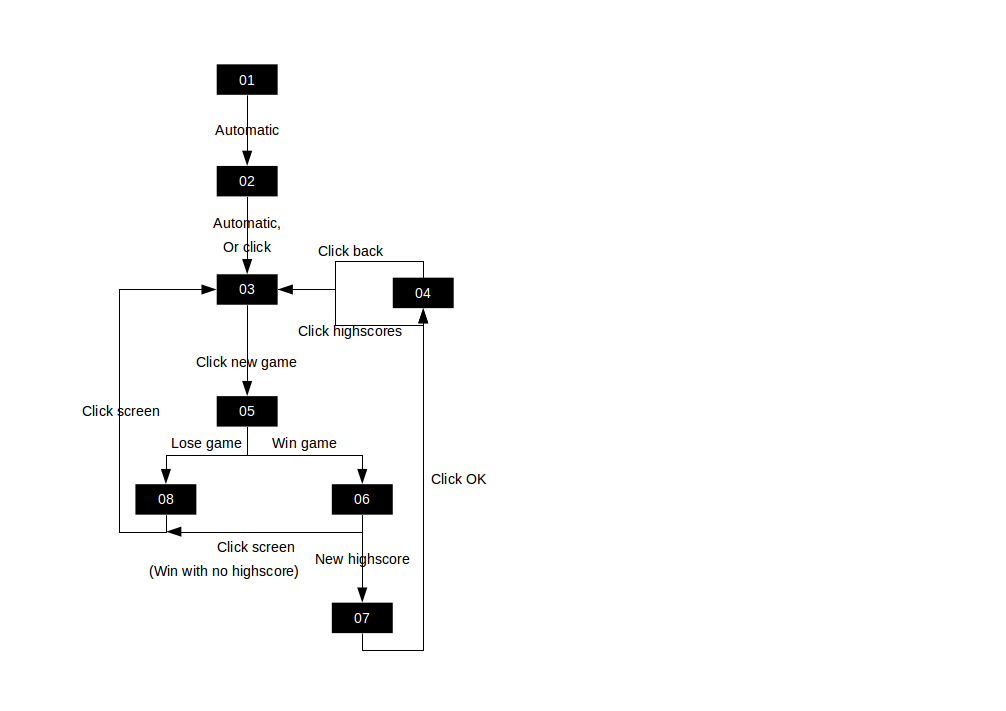 01
Automatic
02
Automatic,
Or click
Click back
03
04
Click highscores
Click new game
Click screen
05
Lose game
Win game
Click OK
08
06
Click screen
(Win with no highscore)
New highscore
07